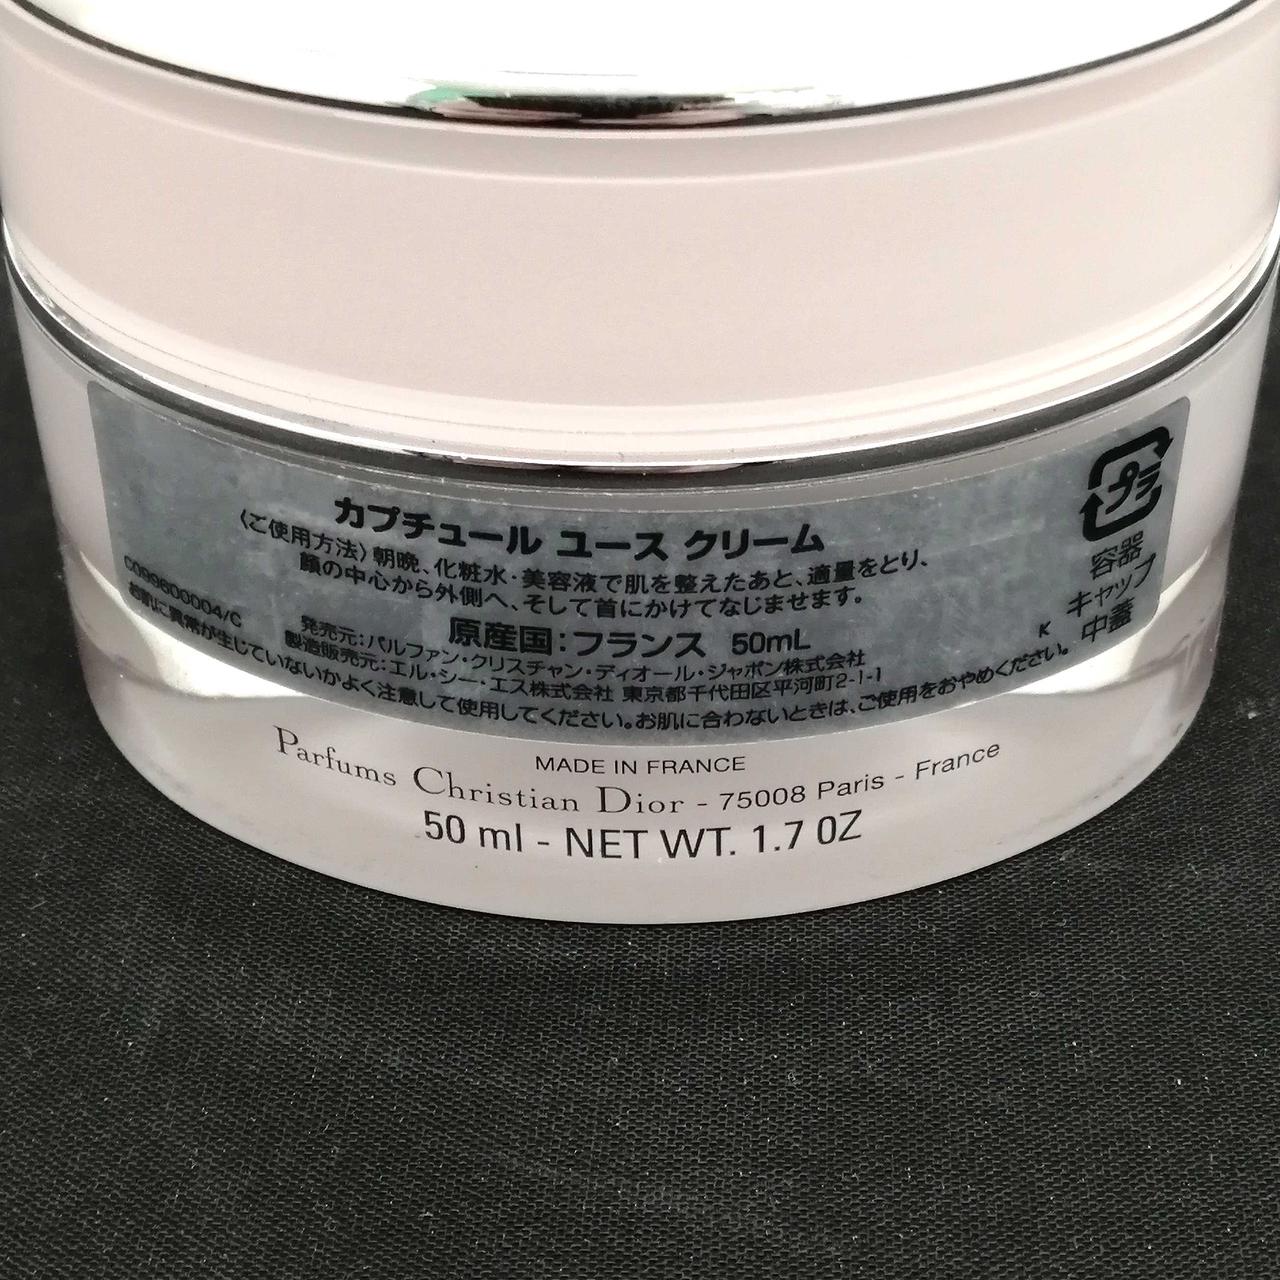 カプチュール ユース クリーム
〈ご使用方法〉朝晩、化粧水・美容液で肌を整えたあと、適量をとり、
顔の中心から外側へ、そして首にかけてなじませます。
原産国：フランス 50mL
C099600004/C
発売元：パルファン・クリスチャン・ディオール・ジャポン株式会社
製造販売元：エル・シー・エス株式会社 東京都千代田区平河町2-1-1
お肌に異常が生じていないかよく注意して使用してください。お肌に合わないときは、ご使用をおやめください。
プラ
容器
キャップ
中蓋
K
MADE IN FRANCE
Parfums Christian Dior - 75008 Paris - France
50 ml - NET WT. 1.7 OZ